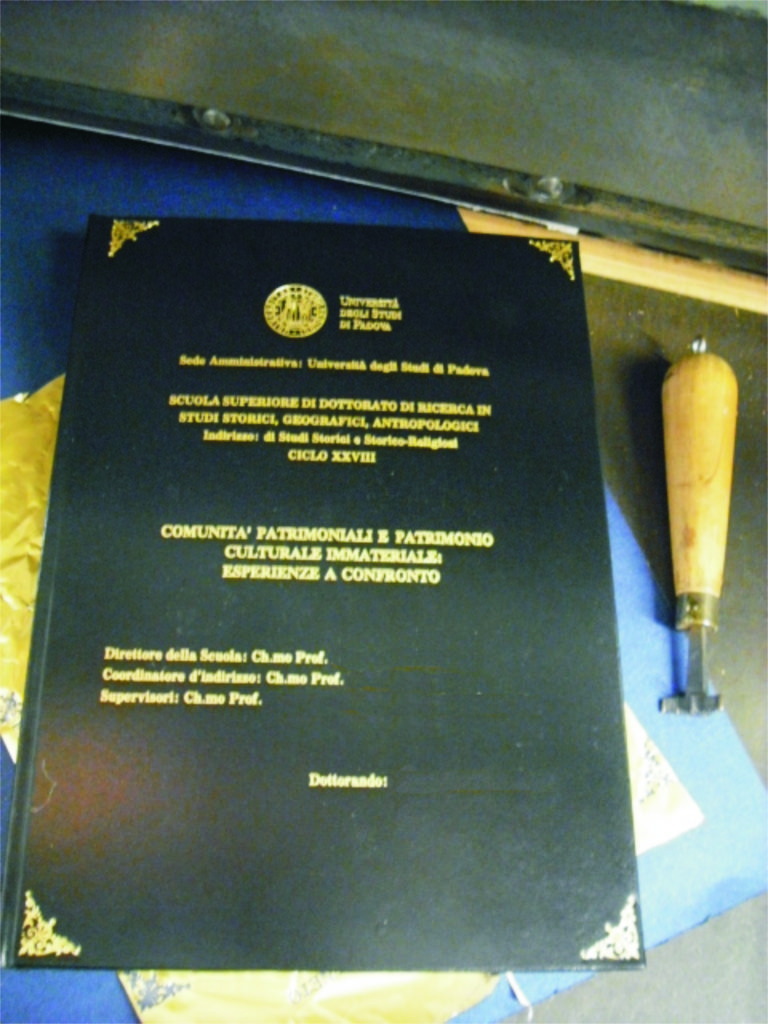 UNIVERSITÀ
DEGLI STUDI
DI PADOVA
Sede Amministrativa: Università degli Studi di Padova
SCUOLA SUPERIORE DI DOTTORATO DI RICERCA IN
STUDI STORICI, GEOGRAFICI, ANTROPOLOGICI
Indirizzo: di Studi Storici e Storico-Religiosi
CICLO XXVIII
COMUNITA' PATRIMONIALI E PATRIMONIO
CULTURALE IMMATERIALE:
ESPERIENZE A CONFRONTO
Direttore della Scuola: Ch.mo Prof.
Coordinatore d'indirizzo: Ch.mo Prof.
Supervisori: Ch.mo Prof.
Dottorando: